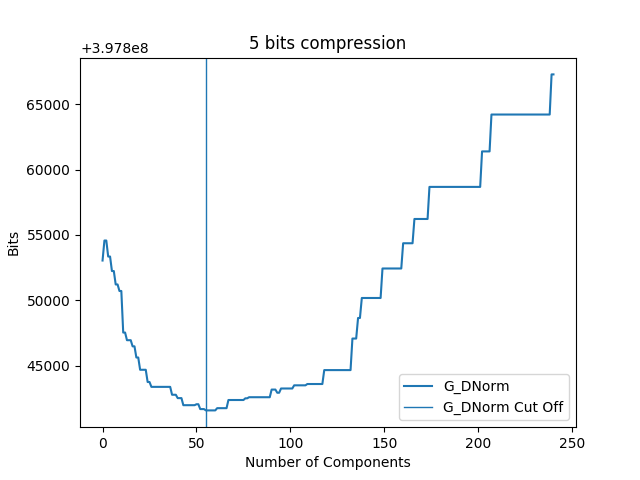 5 bits compression
+3.978e8
65000
60000
55000
50000
45000
Bits
0 50 100 150 200 250
Number of Components
G_DNorm
G_DNorm Cut Off